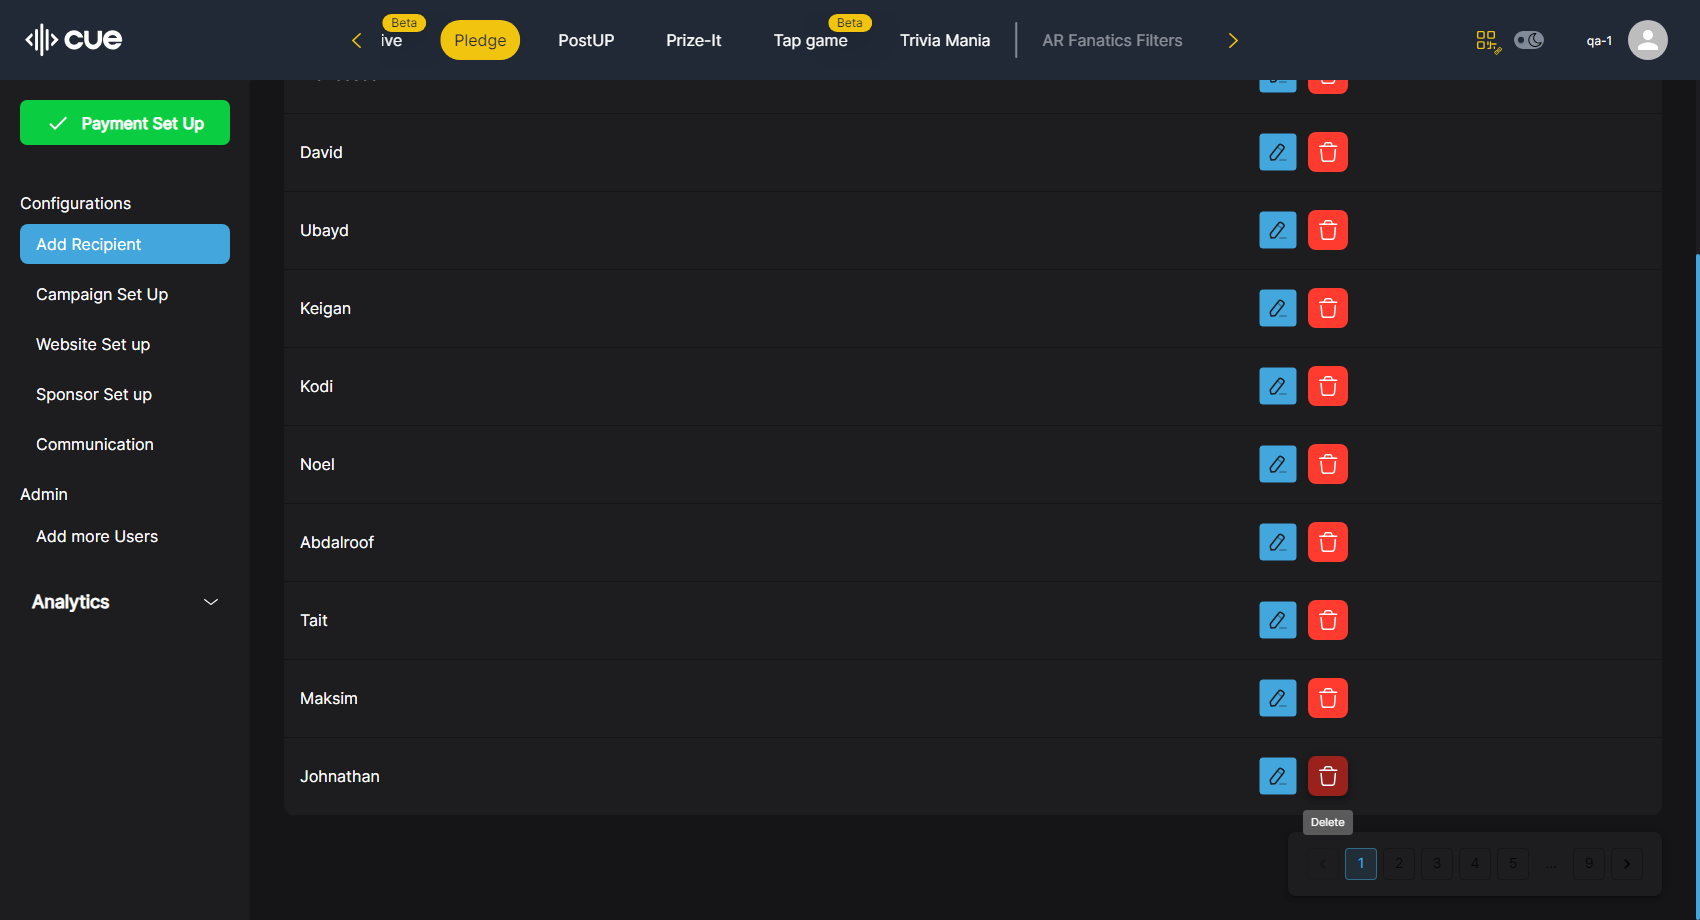 cue
Beta
ive
Pledge
PostUP
Prize-It
Beta
Tap game
Trivia Mania
AR Fanatics Filters
qa-1
Payment Set Up
Configurations
Add Recipient
Campaign Set Up
Website Set up
Sponsor Set up
Communication
Admin
Add more Users
Analytics
David
Ubayd
Keigan
Kodi
Noel
Abdalroof
Tait
Maksim
Johnathan
Delete
1 2 3 4 5 ... 9